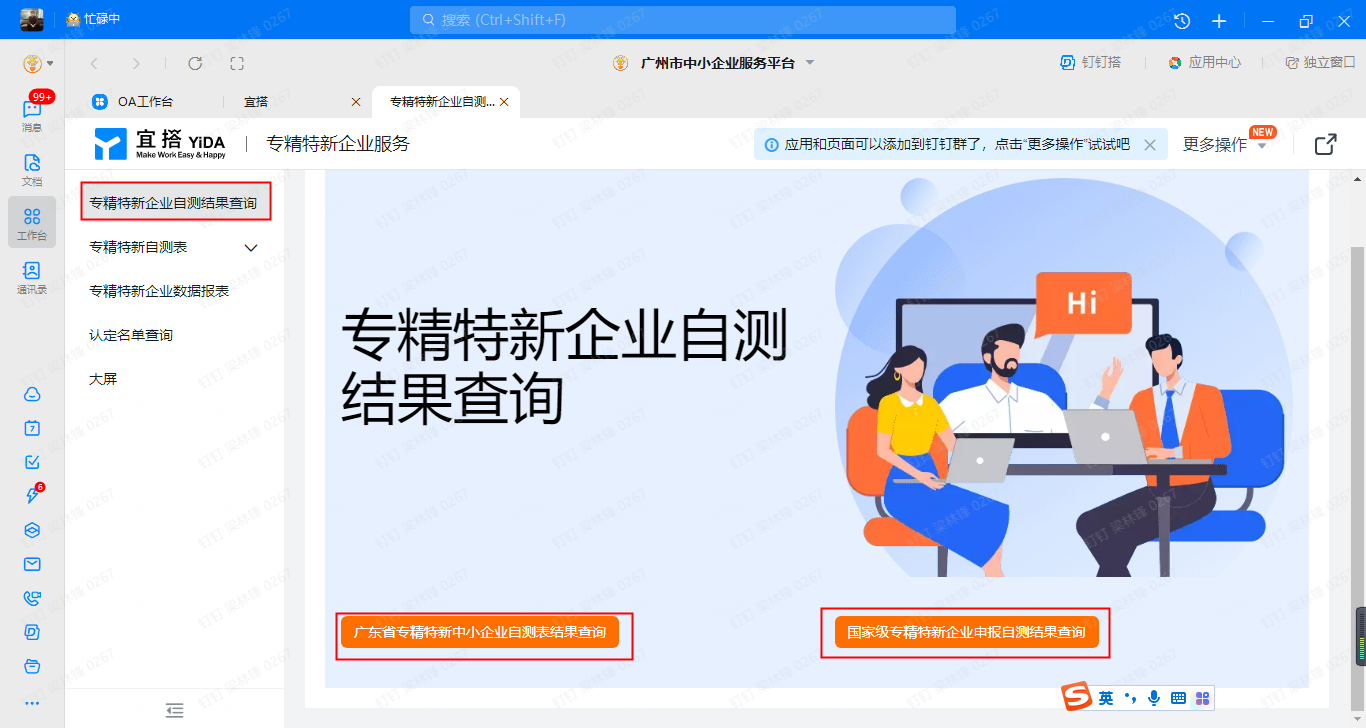 忙碌中
搜索 (Ctrl+Shift+F)
广州市中小企业服务平台
钉钉搭
应用中心
独立窗口
OA工作台
宜搭
专精特新企业自测...
99+
消息
文档
工作台
通讯录
7
6
宜搭 YiDA
Make Work Easy & Happy
专精特新企业服务
应用和页面可以添加到钉钉群了，点击“更多操作”试试吧
更多操作
NEW
专精特新企业自测结果查询
专精特新自测表
专精特新企业数据报表
认定名单查询
大屏
专精特新企业自测
结果查询
Hi
广东省专精特新中小企业自测表结果查询
国家级专精特新企业申报自测结果查询
S英
钉钉 梁林锋 0267